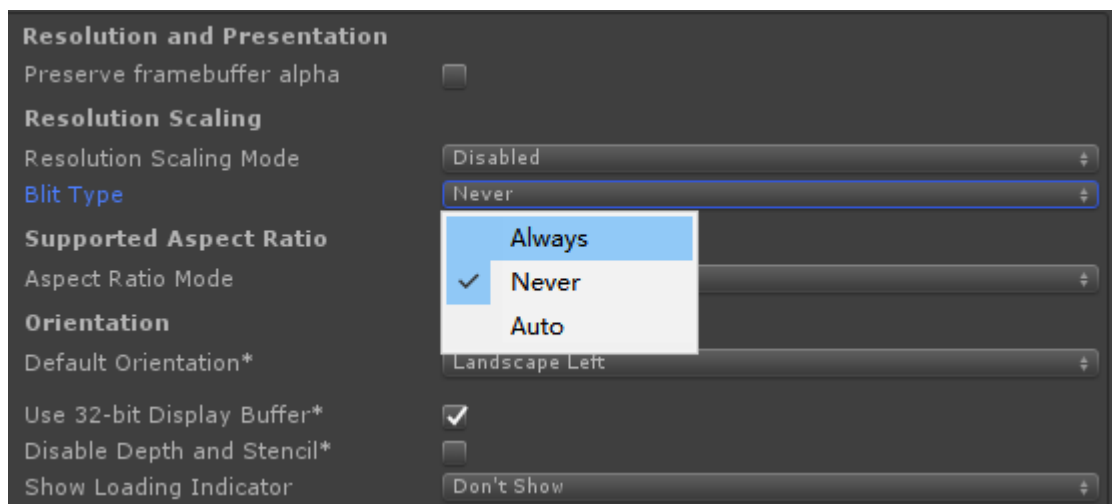 Resolution and Presentation
Preserve framebuffer alpha
Resolution Scaling
Resolution Scaling Mode Disabled
Blit Type Never
Always
Supported Aspect Ratio
Never
Aspect Ratio Mode
Auto
Orientation
Default Orientation* Landscape Left
Use 32-bit Display Buffer*
Disable Depth and Stencil*
Show Loading Indicator Don't Show